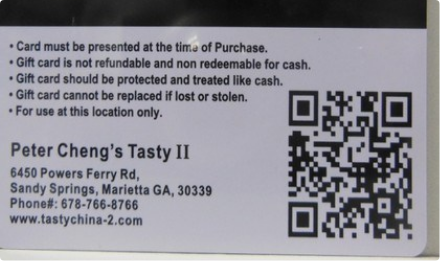 • Card must be presented at the time of Purchase.
• Gift card is not refundable and non redeemable for cash.
• Gift card should be protected and treated like cash.
• Gift card cannot be replaced if lost or stolen.
• For use at this location only.
Peter Cheng's Tasty II
6450 Powers Ferry Rd,
Sandy Springs, Marietta GA, 30339
Phone#: 678-766-8766
www.tastychina-2.com